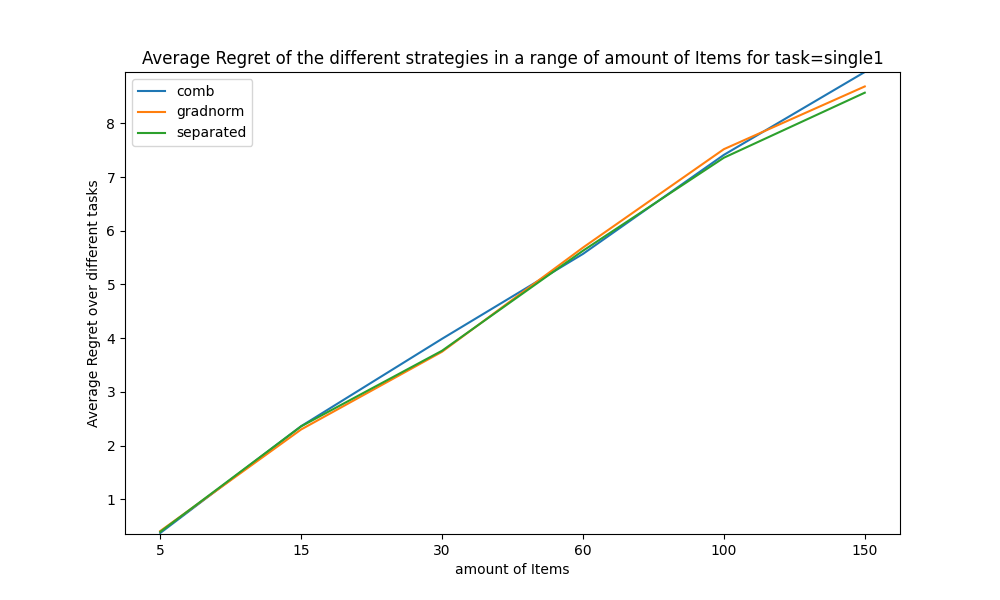 Average Regret of the different strategies in a range of amount of Items for task=single1
comb
gradnorm
separated
Average Regret over different tasks
8
7
6
5
4
3
2
1
5 15 30 60 100 150
amount of Items